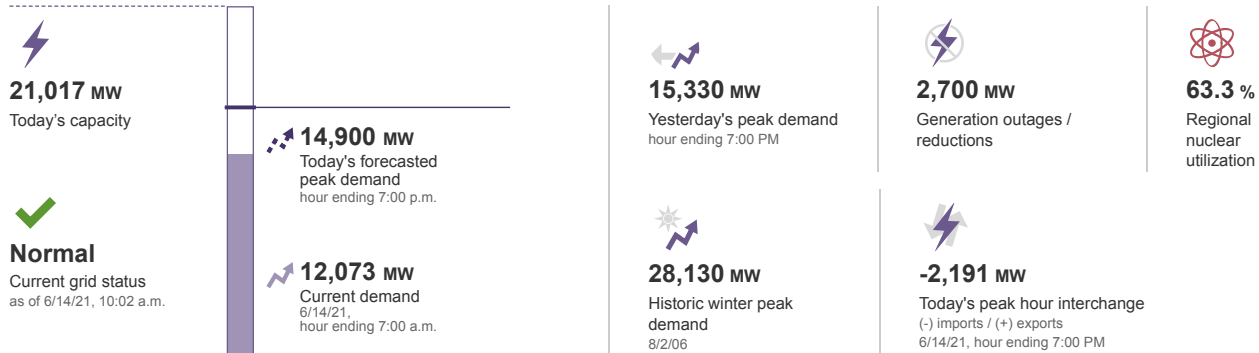 21,017 MW
Today's capacity
Normal
Current grid status
as of 6/14/21, 10:02 a.m.
14,900 MW
Today's forecasted
peak demand
hour ending 7:00 p.m.
12,073 MW
Current demand
6/14/21,
hour ending 7:00 a.m.
15,330 MW
Yesterday's peak demand
hour ending 7:00 PM
2,700 MW
Generation outages /
reductions
63.3 %
Regional
nuclear
utilization
28,130 MW
Historic winter peak
demand
8/2/06
-2,191 MW
Today's peak hour interchange
(-) imports / (+) exports
6/14/21, hour ending 7:00 PM